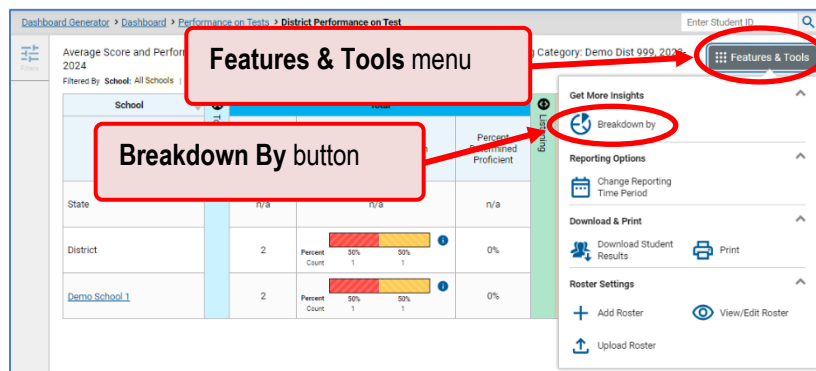 Dashboard Generator > Dashboard > Performance on Tests > District Performance on Test
Enter Student ID
Filters
Average Score and Perfor
g Category: Demo Dist 999, 2023-
2024
Filtered By School: All Schools
Features & Tools menu
Features & Tools
Get More Insights
Breakdown by
Breakdown By button
School
Total
Listening
Percent
Determined
Proficient
Reporting Options
Change Reporting
Time Period
State
n/a
n/a
n/a
Download & Print
Download Student
Results
Print
District
2
Percent 50% 50%
Count 1 1
0%
Roster Settings
Add Roster
View/Edit Roster
Upload Roster
Demo School 1
2
Percent 50% 50%
Count 1 1
0%